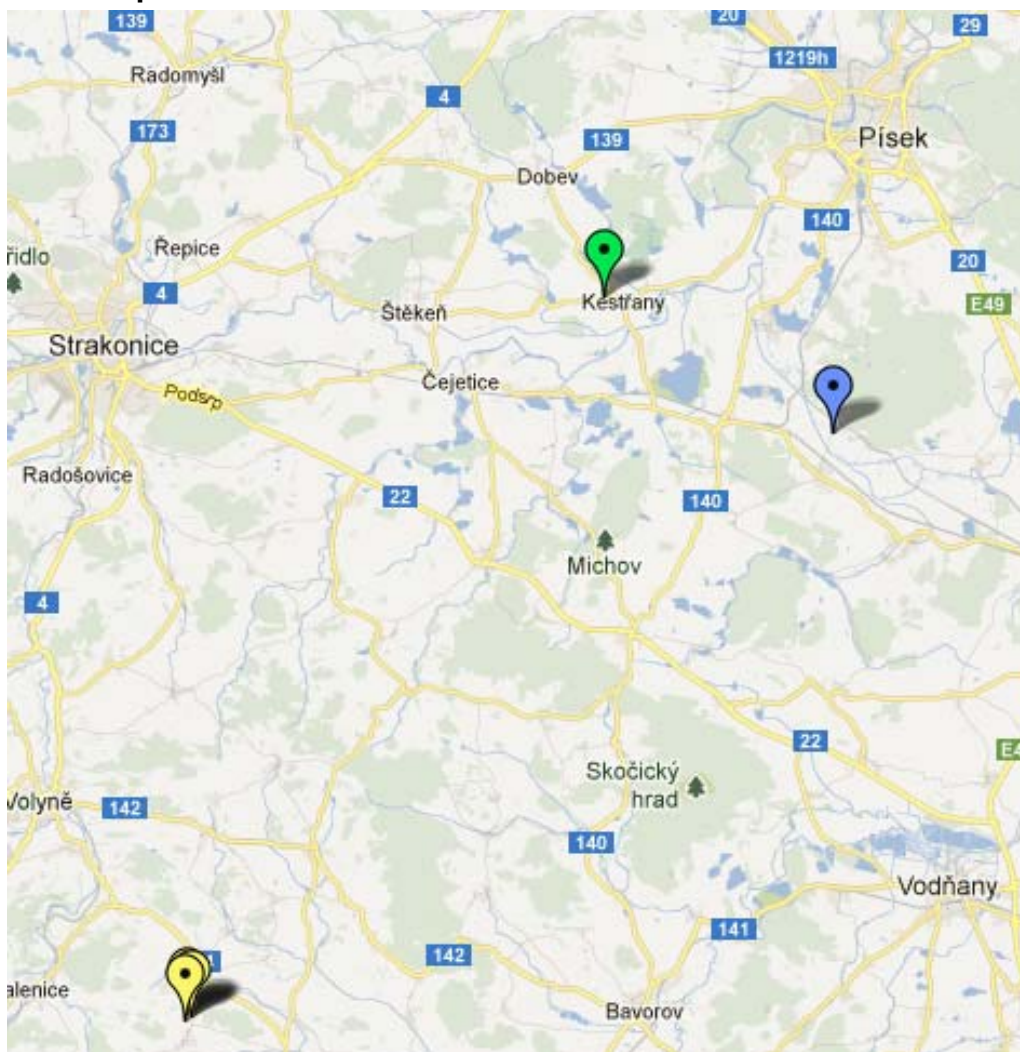 139
20
29
Radomyšl
1219h
4
173
139
Písek
Dobev
140
Řepice
řidlo
20
4
Kestřany
E49
Štěkeň
Strakonice
Čejetice
Podsrp
Radošovice
22
140
Michov
4
22
E4
Skočický
hrad
Volyně
142
140
Vodňany
141
142
alenice
Bavorov